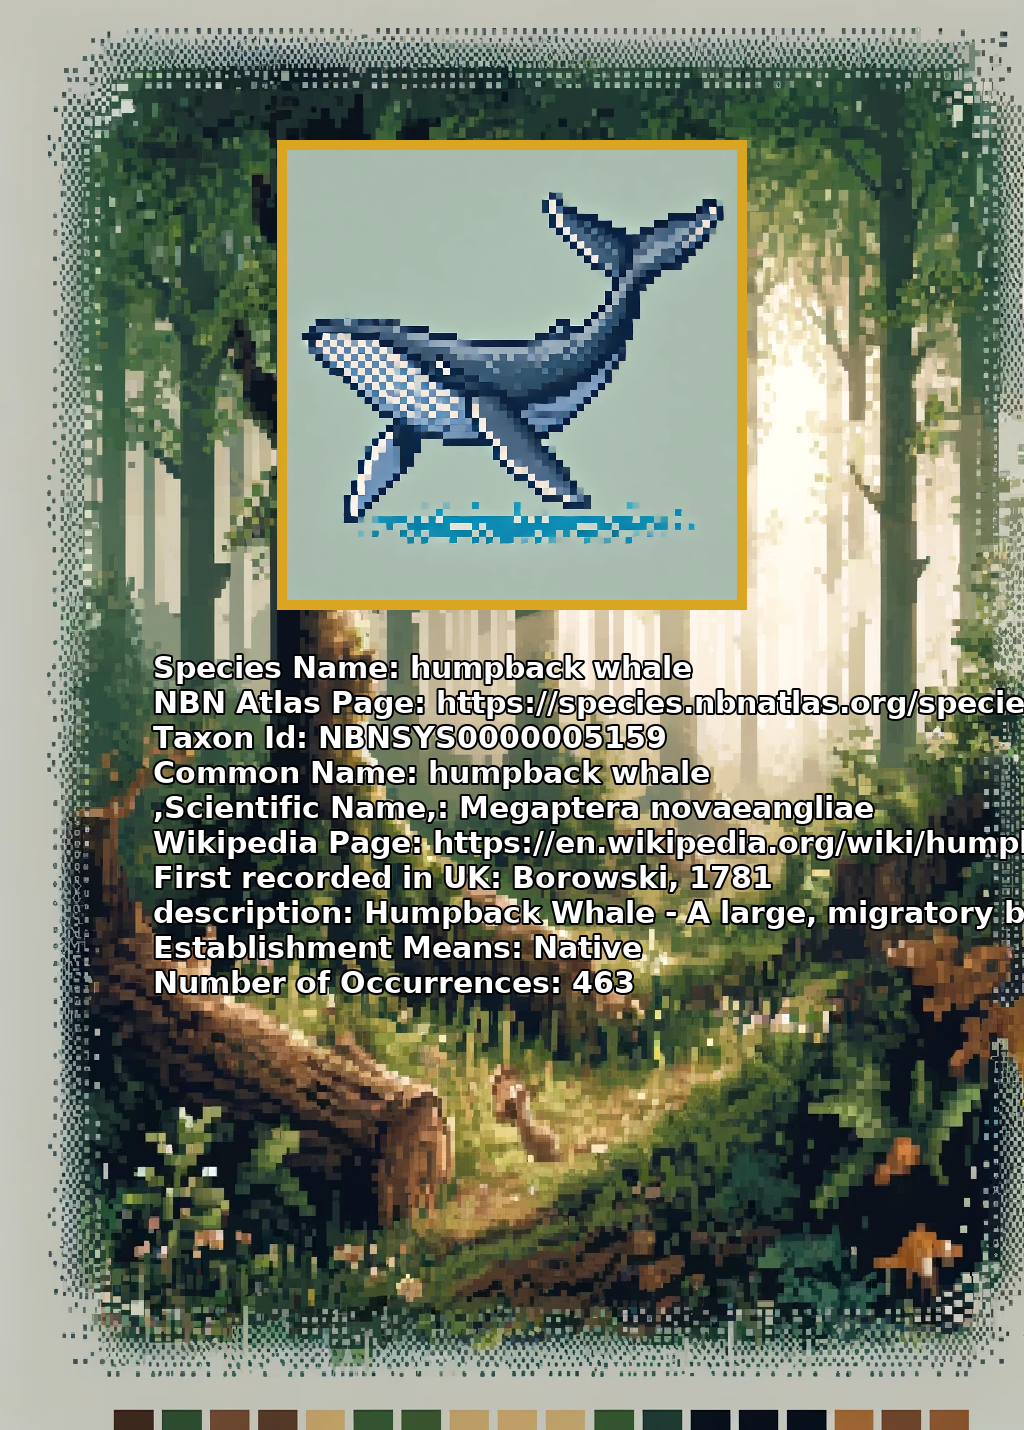 Species Name: humpback whale
NBN Atlas Page: https://species.nbnatlas.org/specie
Taxon Id: NBNSYS0000005159
Common Name: humpback whale
,Scientific Name,: Megaptera novaeangliae
Wikipedia Page: https://en.wikipedia.org/wiki/hump
First recorded in UK: Borowski, 1781
description: Humpback Whale - A large, migratory b
Establishment Means: Native
Number of Occurrences: 463